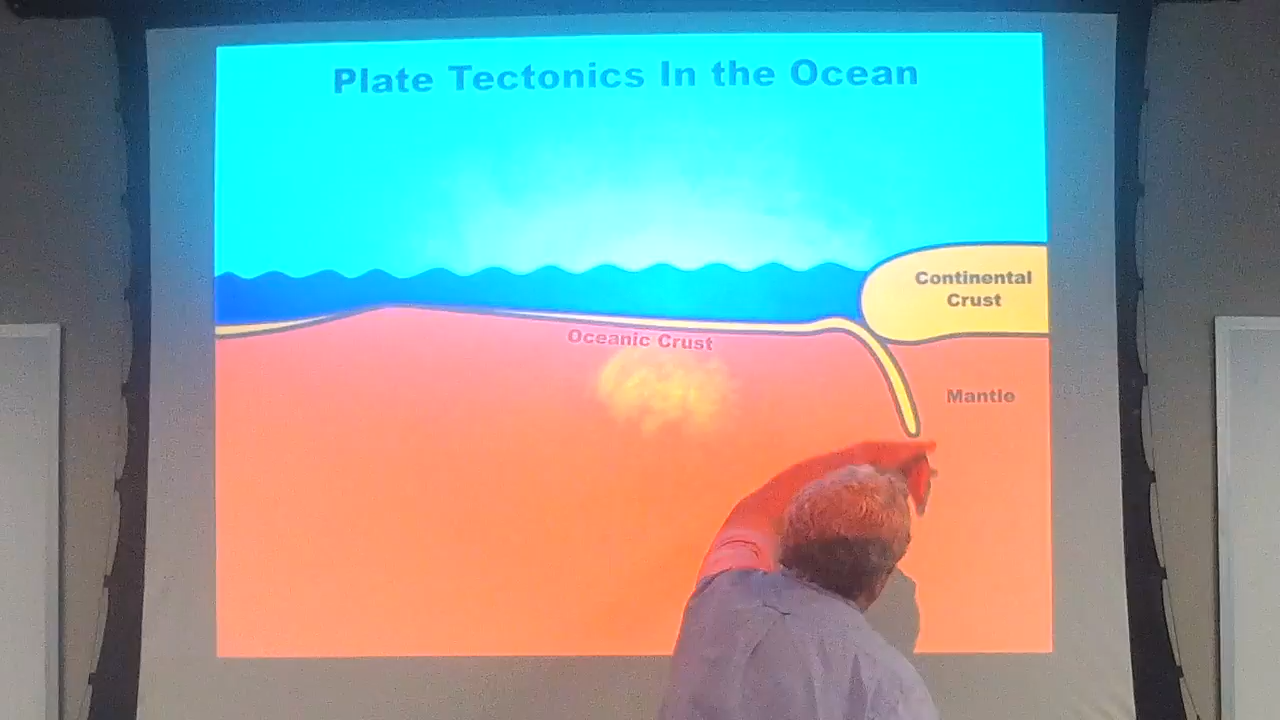 Plate Tectonics In the Ocean
Continental
Crust
Oceanic Crust
Mantle